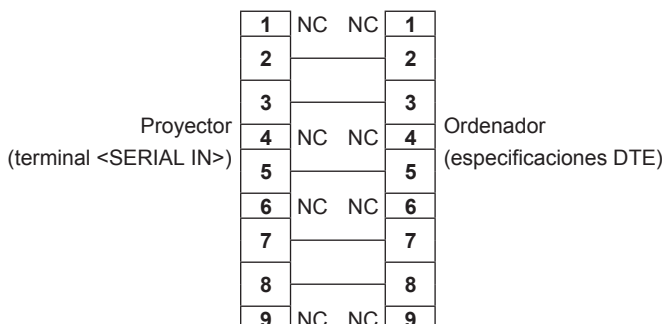 1 NC NC 1
2 2
3 3
Proyector
(terminal <SERIAL IN>)
4 NC NC 4
5 5
6 NC NC 6
7 7
8 8
9 NC NC 9
Ordenador
(especificaciones DTE)